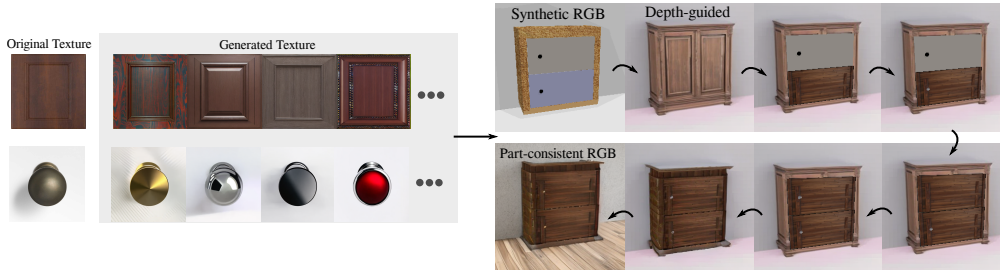 Original Texture
Generated Texture
Synthetic RGB
Depth-guided
Part-consistent RGB